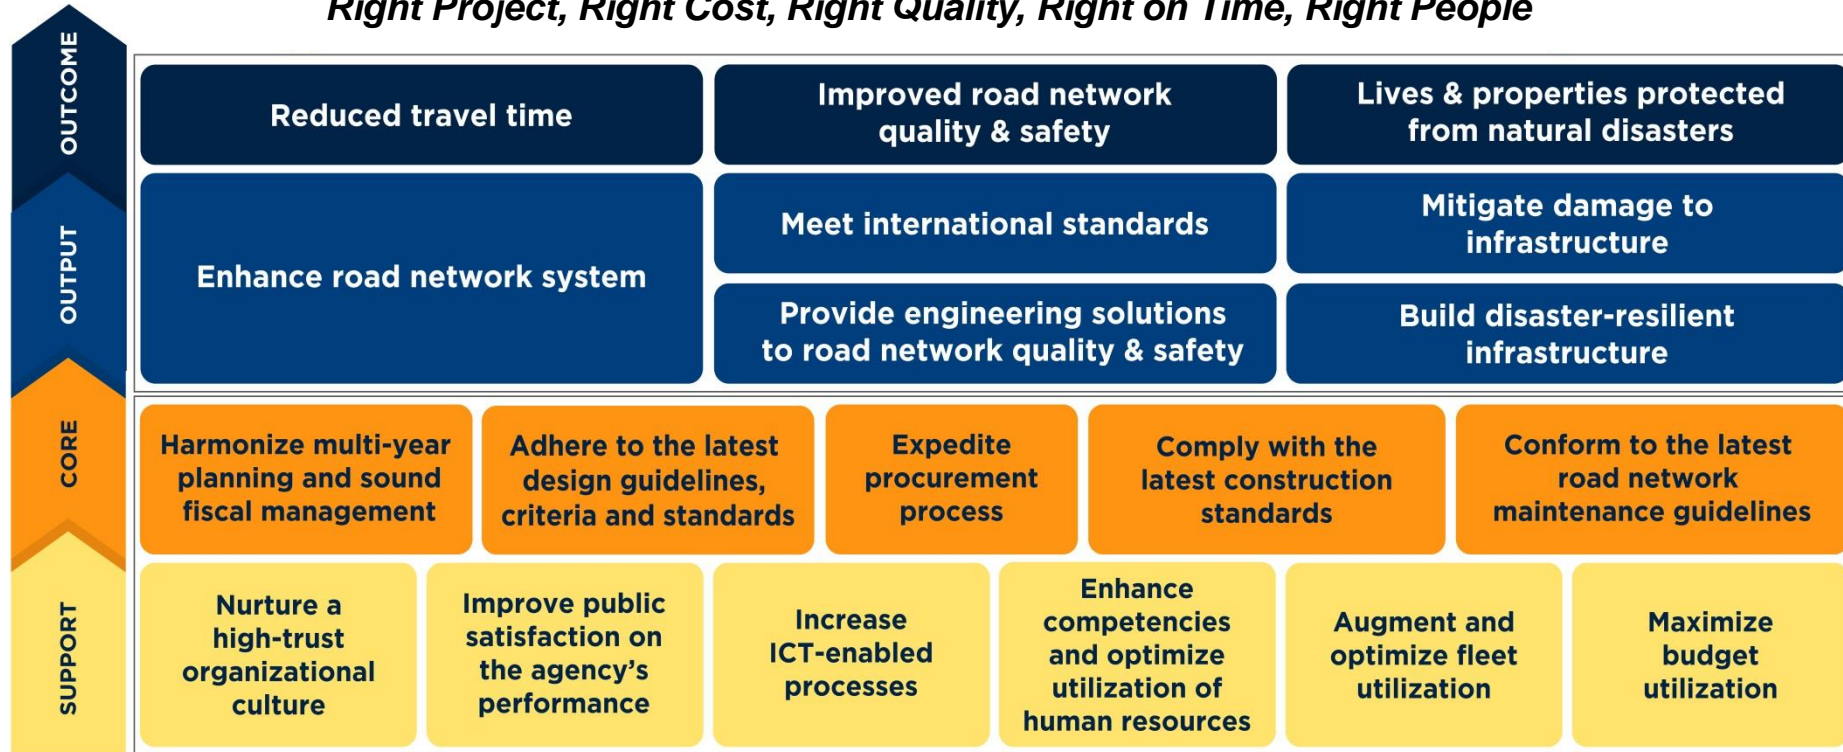 Right Project, Right Cost, Right Quality, Right on Time, Right People
OUTCOME
Reduced travel time
Improved road network
quality & safety
Lives & properties protected
from natural disasters
OUTPUT
Enhance road network system
Meet international standards
Mitigate damage to
infrastructure
Provide engineering solutions
to road network quality & safety
Build disaster-resilient
infrastructure
CORE
Harmonize multi-year
planning and sound
fiscal management
Adhere to the latest
design guidelines,
criteria and standards
Expedite
procurement
process
Comply with the
latest construction
standards
Conform to the latest
road network
maintenance guidelines
SUPPORT
Nurture a
high-trust
organizational
culture
Improve public
satisfaction on
the agency's
performance
Increase
ICT-enabled
processes
Enhance
competencies
and optimize
utilization of
human resources
Augment and
optimize fleet
utilization
Maximize
budget
utilization